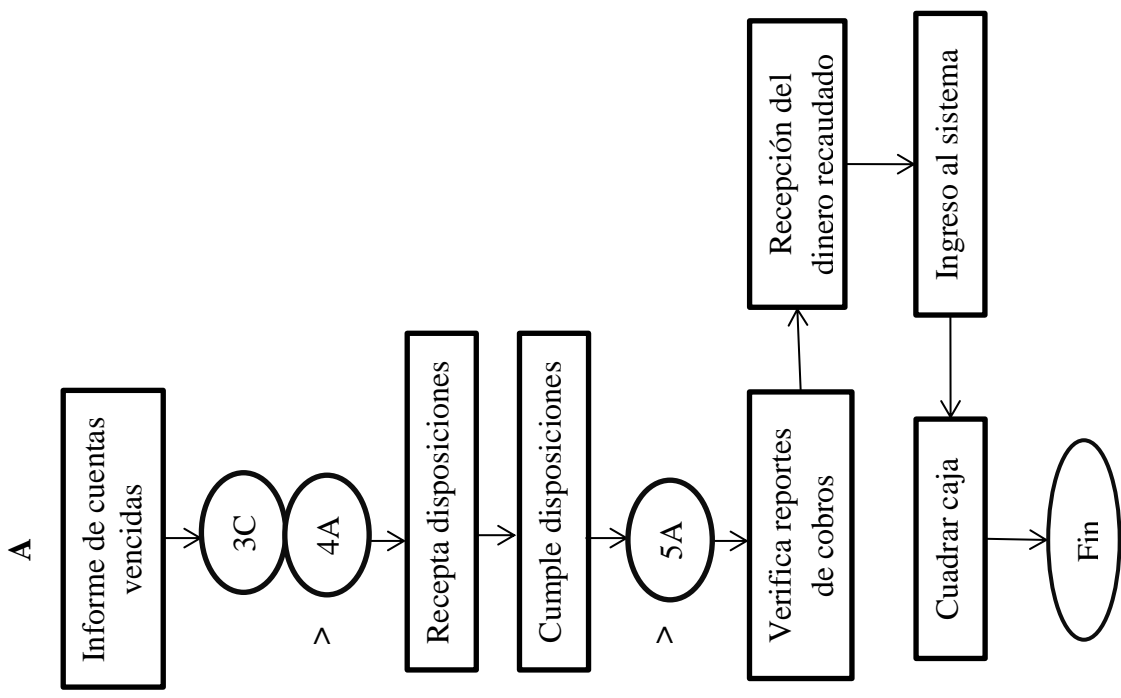 A
Informe de cuentas
vencidas
3C
4A
>
Recepta disposiciones
Cumple disposiciones
5A
>
Verifica reportes
de cobros
Recepción del
dinero recaudado
Ingreso al sistema
Cuadrar caja
Fin